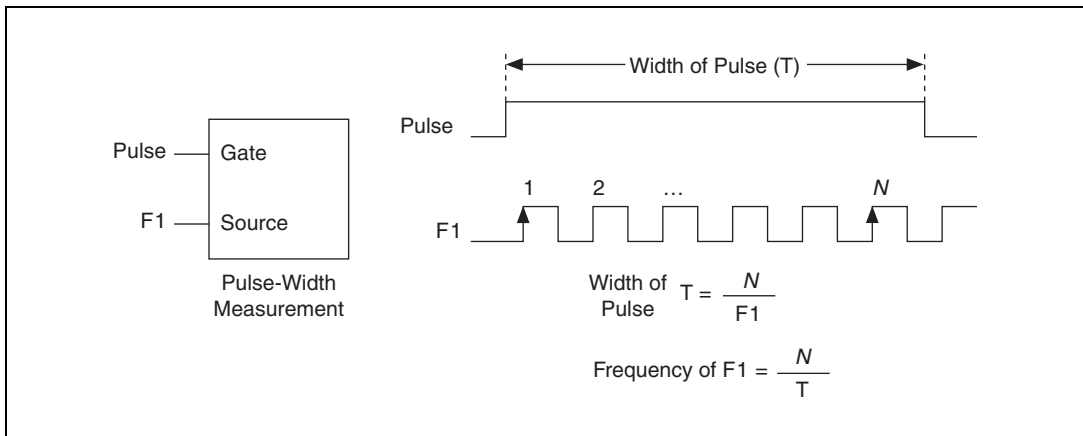 Width of Pulse (T)
Pulse
Pulse
Gate
1 2 ... N
F1
Source
F1
Pulse-Width
Measurement
Width of
Pulse
T = N
F1
Frequency of F1 = N
T